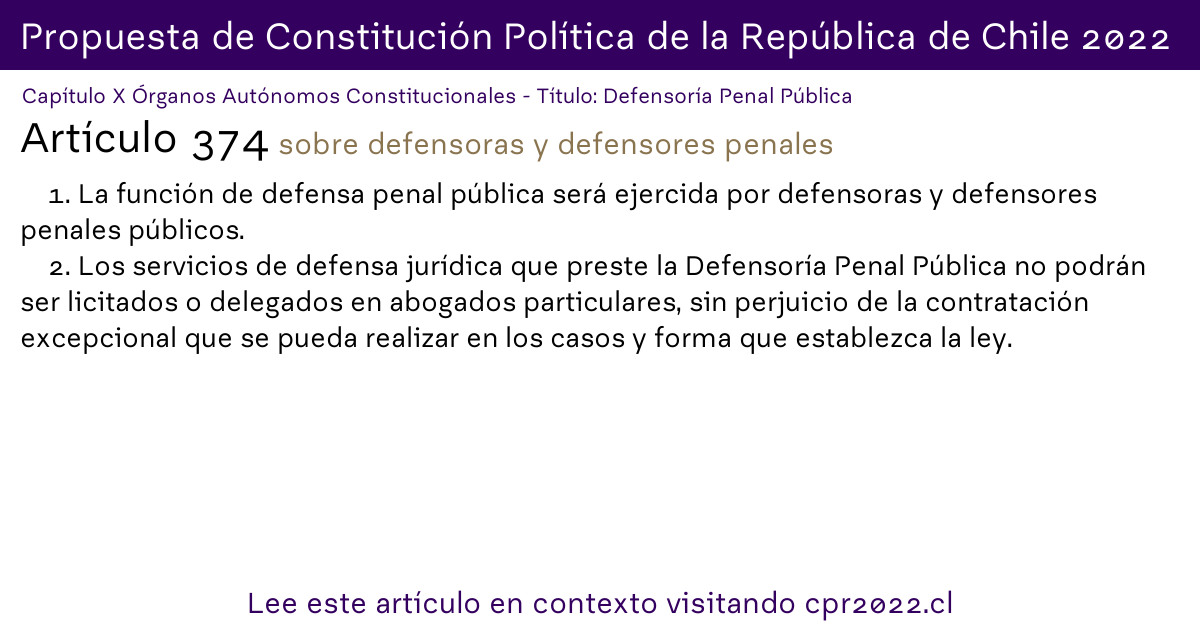 Propuesta de Constitución Política de la República de Chile 2022
Capítulo X Órganos Autónomos Constitucionales - Título: Defensoría Penal Pública
Artículo 374 sobre defensoras y defensores penales
1. La función de defensa penal pública será ejercida por defensoras y defensores
penales públicos.
2. Los servicios de defensa jurídica que preste la Defensoría Penal Pública no podrán
ser licitados o delegados en abogados particulares, sin perjuicio de la contratación
excepcional que se pueda realizar en los casos y forma que establezca la ley.
Lee este artículo en contexto visitando cpr2022.cl